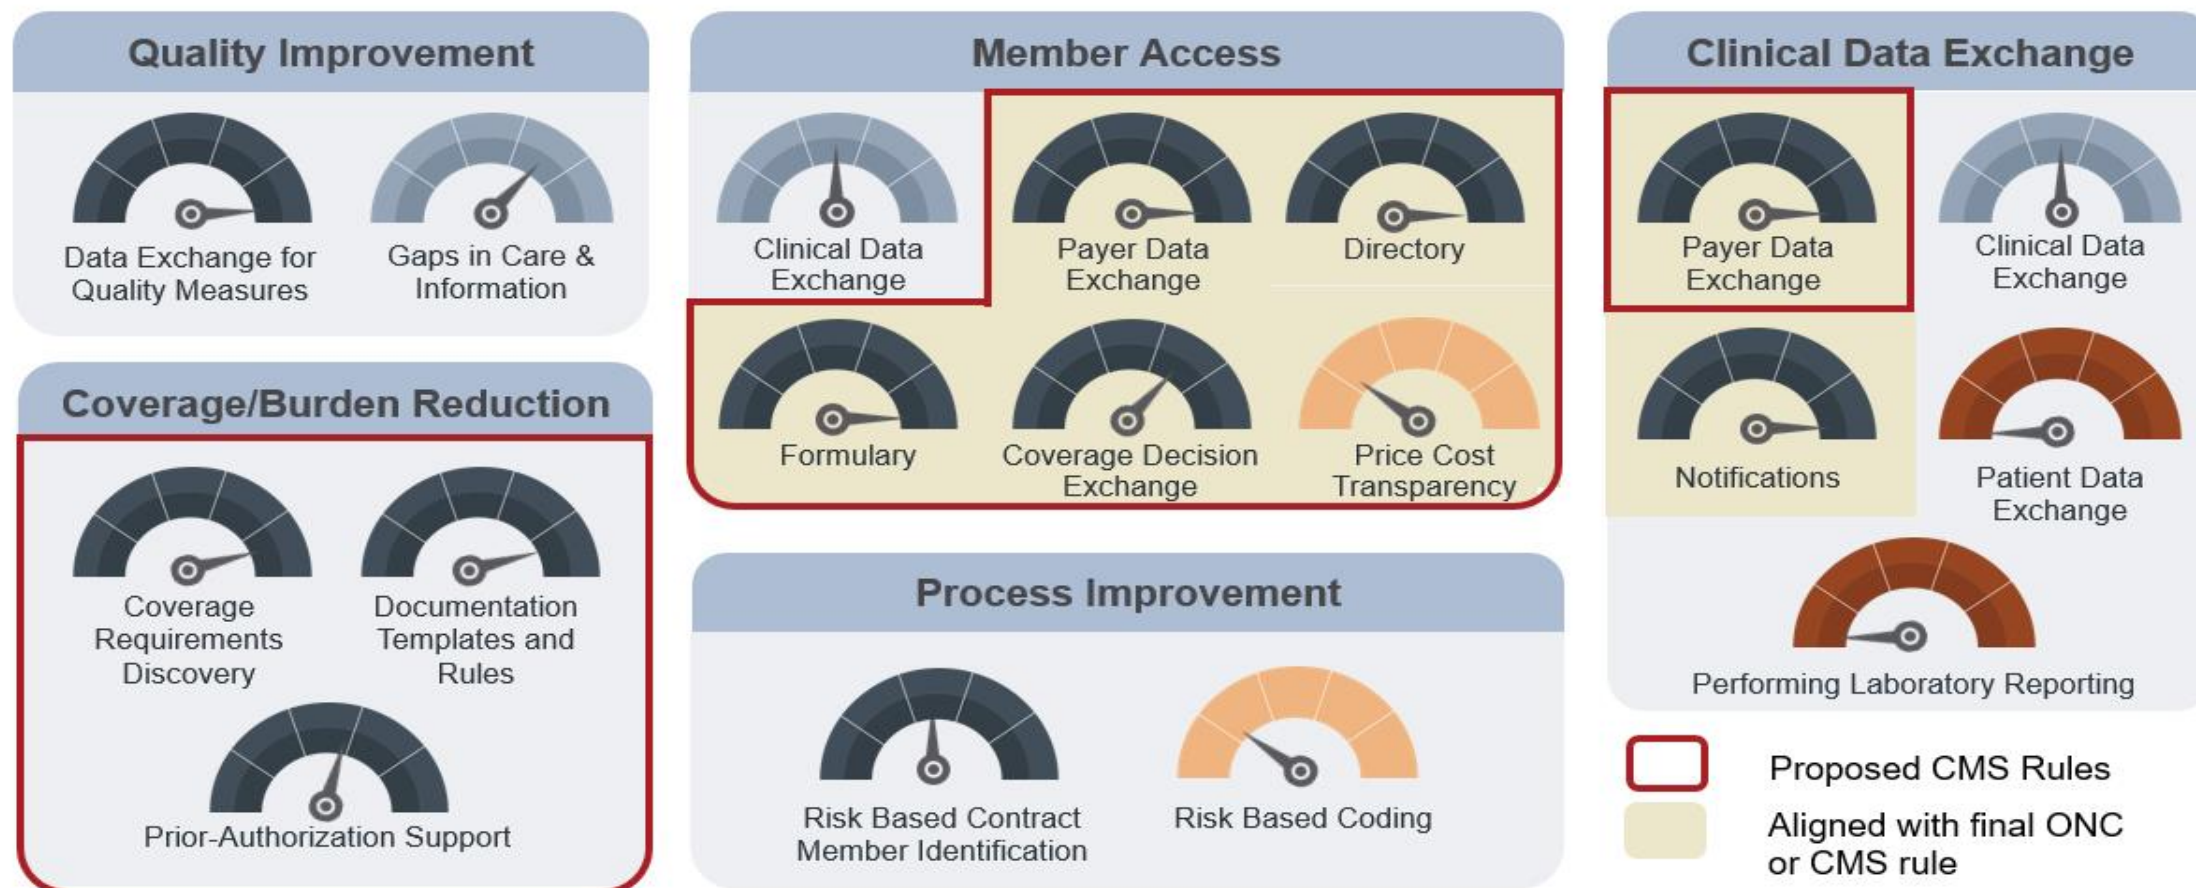 Quality Improvement
Data Exchange for
Quality Measures
Gaps in Care &
Information
Coverage/Burden Reduction
Coverage
Requirements
Discovery
Documentation
Templates and
Rules
Prior-Authorization Support
Member Access
Clinical Data
Exchange
Payer Data
Exchange
Directory
Formulary
Coverage Decision
Exchange
Price Cost
Transparency
Process Improvement
Risk Based Contract
Member Identification
Risk Based Coding
Clinical Data Exchange
Payer Data
Exchange
Clinical Data
Exchange
Notifications
Patient Data
Exchange
Performing Laboratory Reporting
Proposed CMS Rules
Aligned with final ONC
or CMS rule